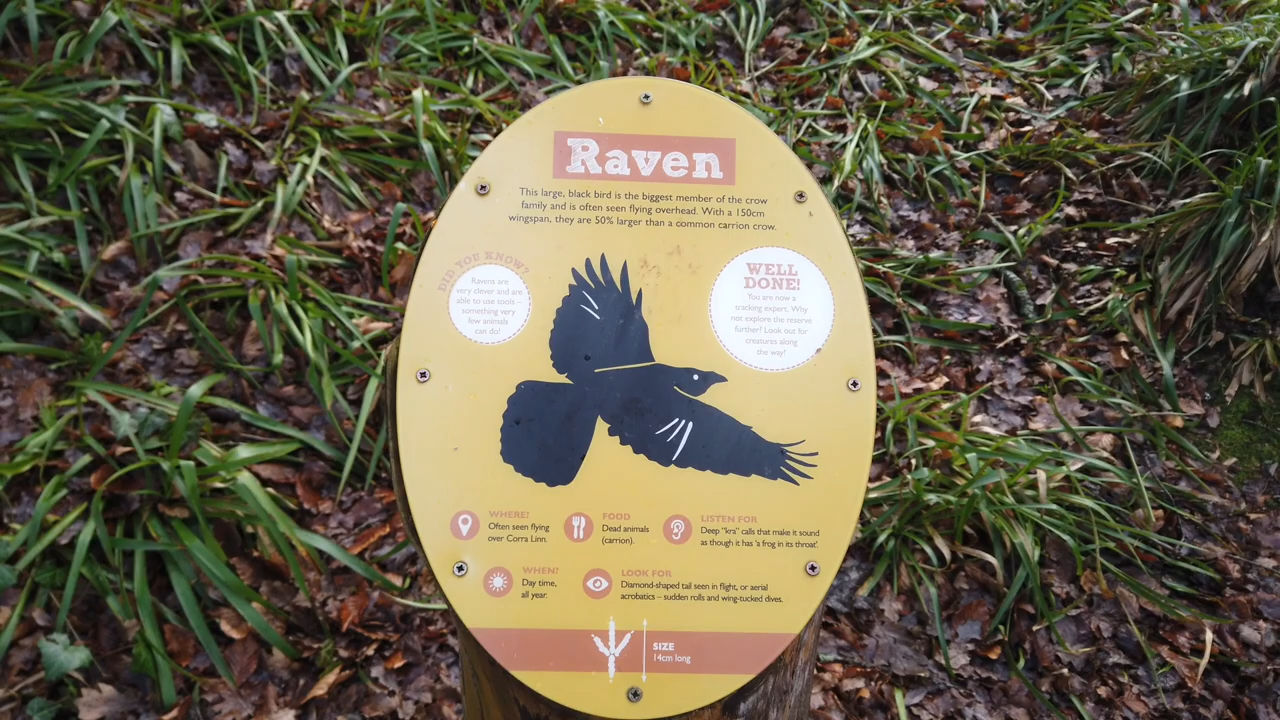 Raven
This large, black bird is the biggest member of the crow
family and is often seen flying overhead. With a 150cm
wingspan, they are 50% larger than a common carrion crow.
DID YOU KNOW?
Ravens are
very clever and are
able to use tools –
something very
few animals
can do!
WELL
DONE!
You are now a
tracking expert. Why
not explore the reserve
further? Look out for
creatures along
the way!
WHERE?
Often seen flying
over Corra Linn.
FOOD
Dead animals
(carrion).
LISTEN FOR
Deep "kra" calls that make it sound
as though it has 'a frog in its throat'.
WHEN?
Day time,
all year.
LOOK FOR
Diamond-shaped tail seen in flight, or aerial
acrobatics – sudden rolls and wing-tucked dives.
SIZE
14cm long